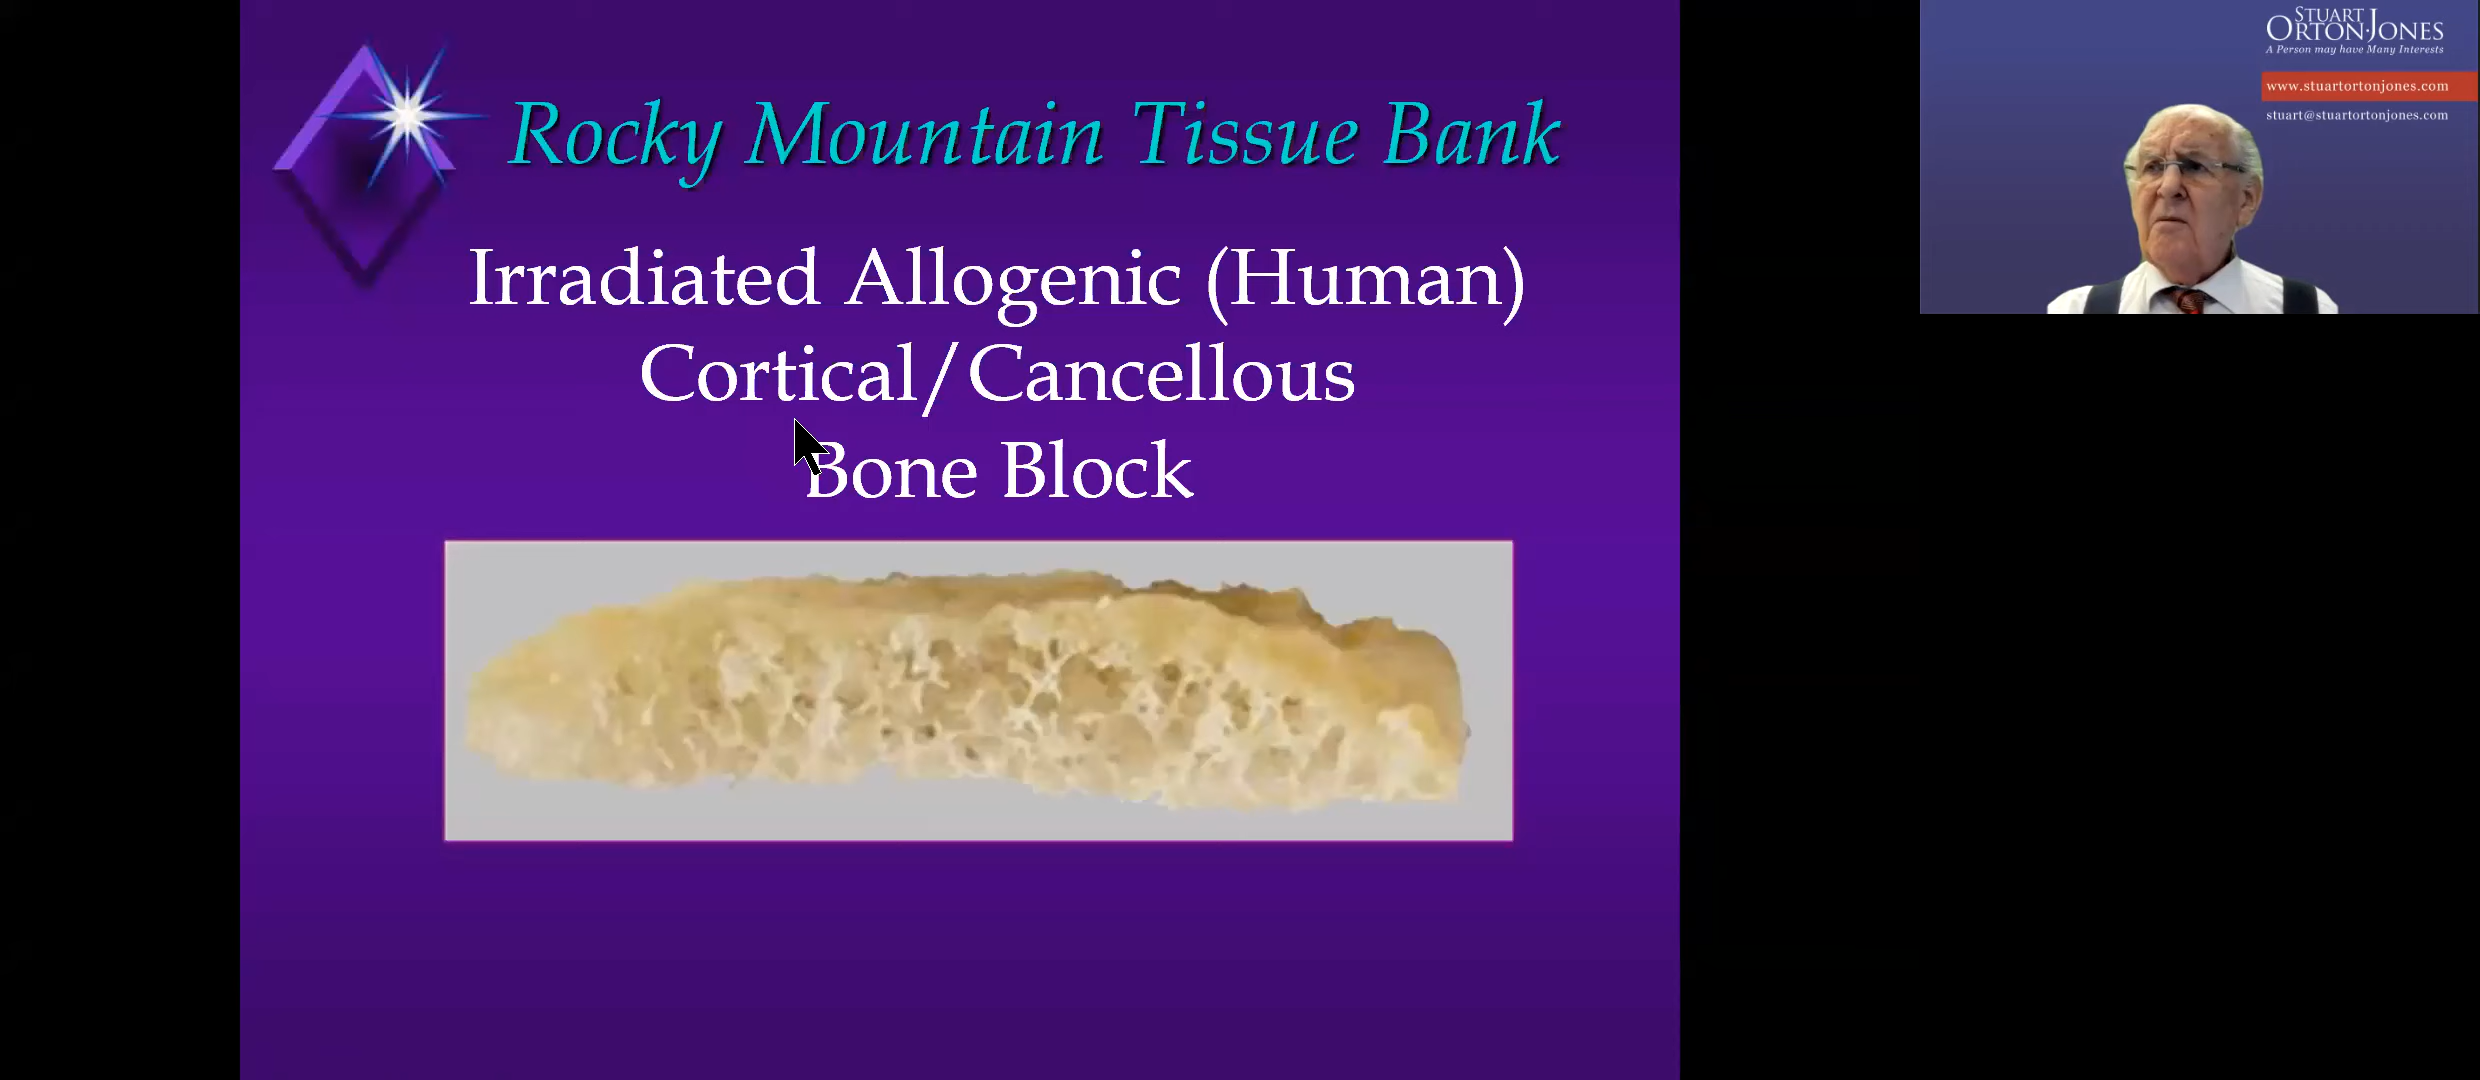 Rocky Mountain Tissue Bank
Irradiated Allogenic (Human)
Cortical/Cancellous
Bone Block
STUART
ORTON-JONES
A Person may have Many Interests
www.stuartortonjones.com
stuart@stuartortonjones.com